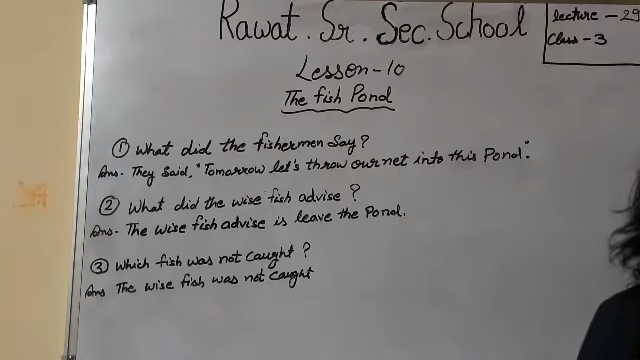 Rawat. Sr. Sec. School
lecture - 29
Class - 3
Lesson - 10
The fish Pond
① What did the fishermen Say?
Ans. They Said, "Tomorrow let's throw our net into this Pond".
② What did the wise fish advise ?
Ans - The wise fish advise is leave the Pond.
③ Which fish was not caught ?
Ans The wise fish was not caught